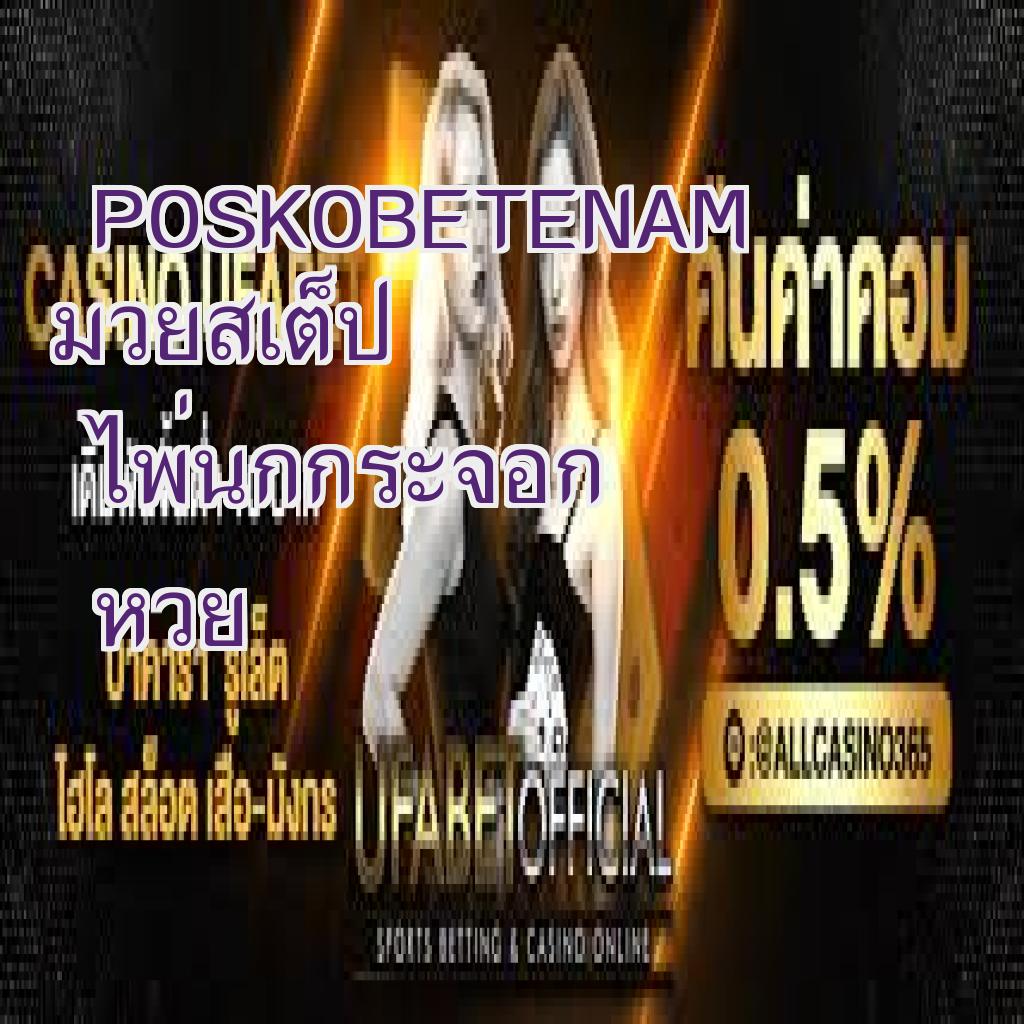 POSKOBETENAM
CASINO UFABET
คืนค่าคอม
มวยสเต็ป
ไพ่นกกระจอก
0.5%
หวย
บาคาร่า รูเล็ต
ไฮโล สล็อต เสือ-มังกร
:@ALLCASINO365
UFABET OFFICIAL
SPORTS BETTING & CASINO ONLINE